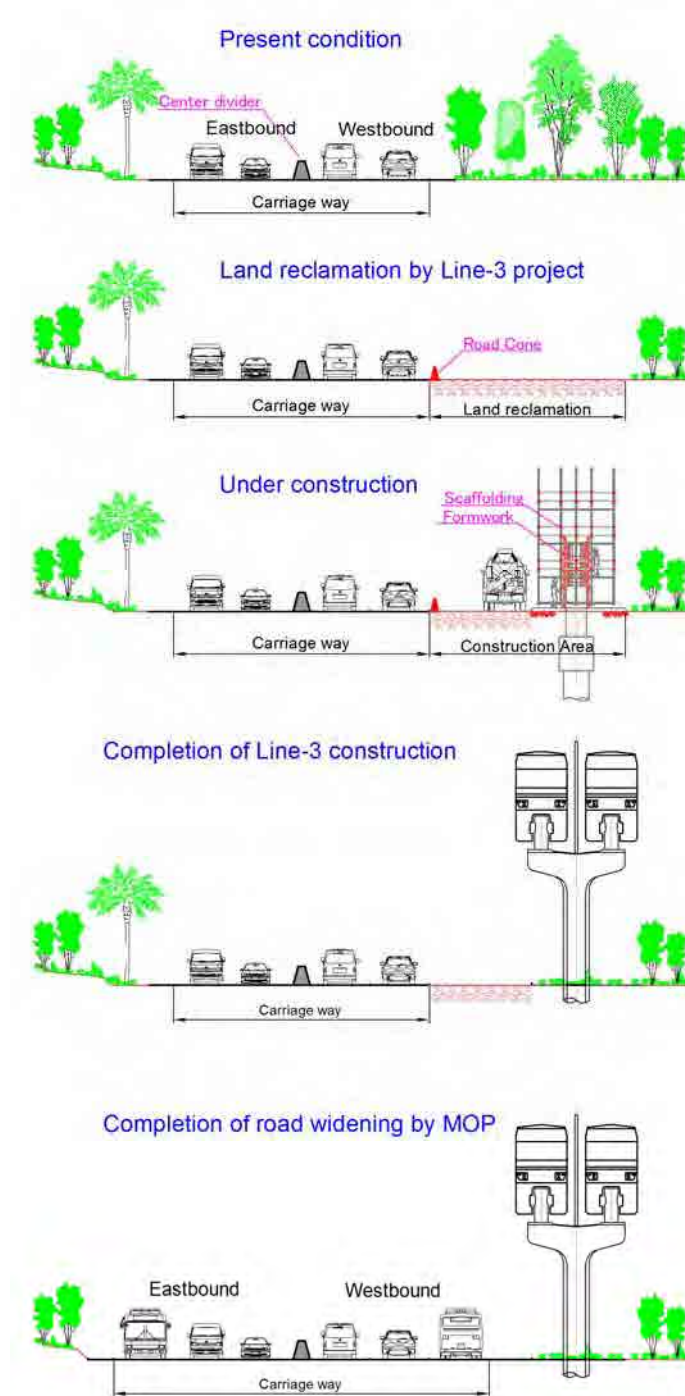 Present condition
Center divider
Eastbound Westbound
Carriage way
Land reclamation by Line-3 project
Road Cone
Carriage way Land reclamation
Under construction
Scaffolding
Formwork
Carriage way Construction Area
Completion of Line-3 construction
Carriage way
Completion of road widening by MOP
Eastbound Westbound
Carriage way